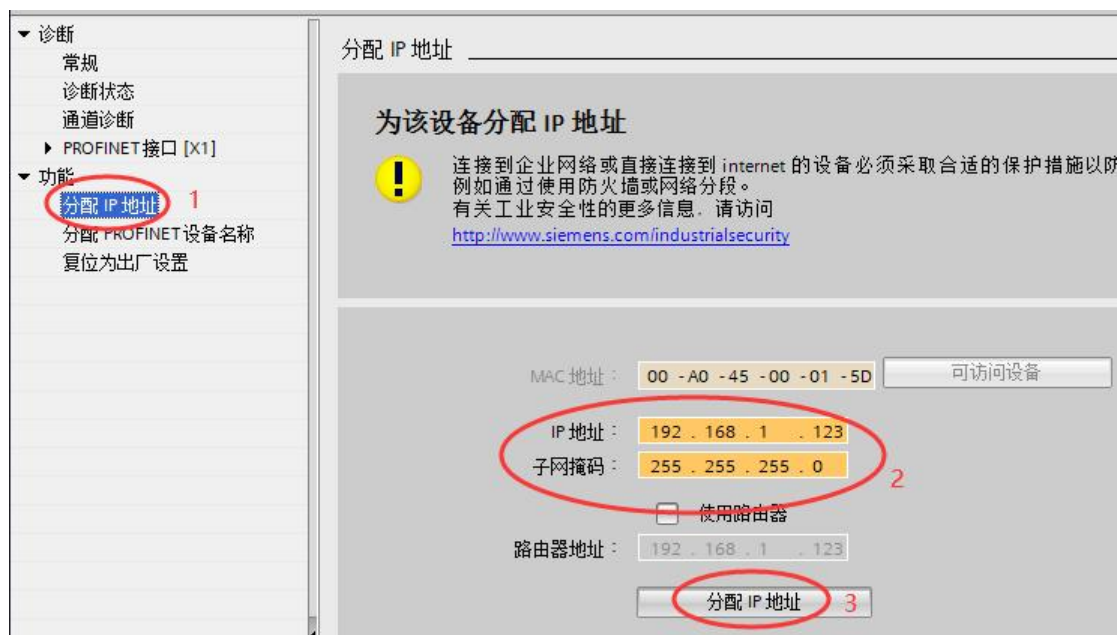 诊断
常规
诊断状态
通道诊断
PROFINET接口 [X1]
功能
分配 IP 地址 1
分配 PROFINET设备名称
复位为出厂设置
分配 IP 地址
为该设备分配 IP 地址
连接到企业网络或直接连接到 internet 的设备必须采取合适的保护措施以防
例如通过使用防火墙或网络分段。
有关工业安全性的更多信息．请访问
http://www.siemens.com/industrialsecurity
MAC 地址： 00 -A0 -45 -00 -01 -5D 可访问设备
IP 地址： 192 . 168 . 1 . 123
子网掩码： 255 . 255 . 255 . 0
2
使用路由器
路由器地址： 192 . 168 . 1 . 123
分配 IP 地址 3